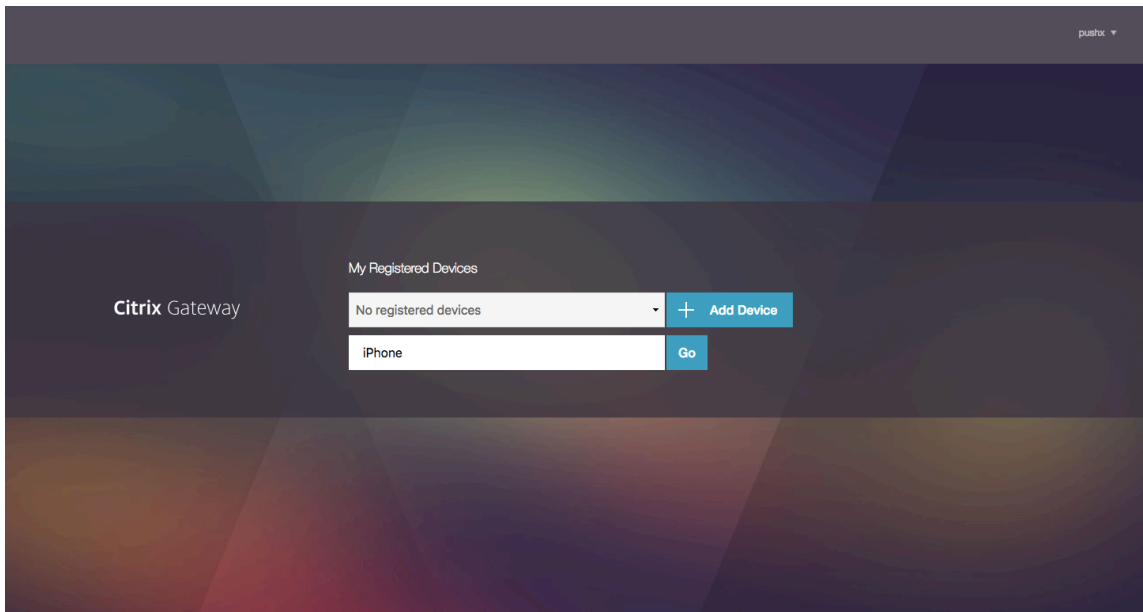 pushx
My Registered Devices
Citrix Gateway
No registered devices
Add Device
iPhone
Go